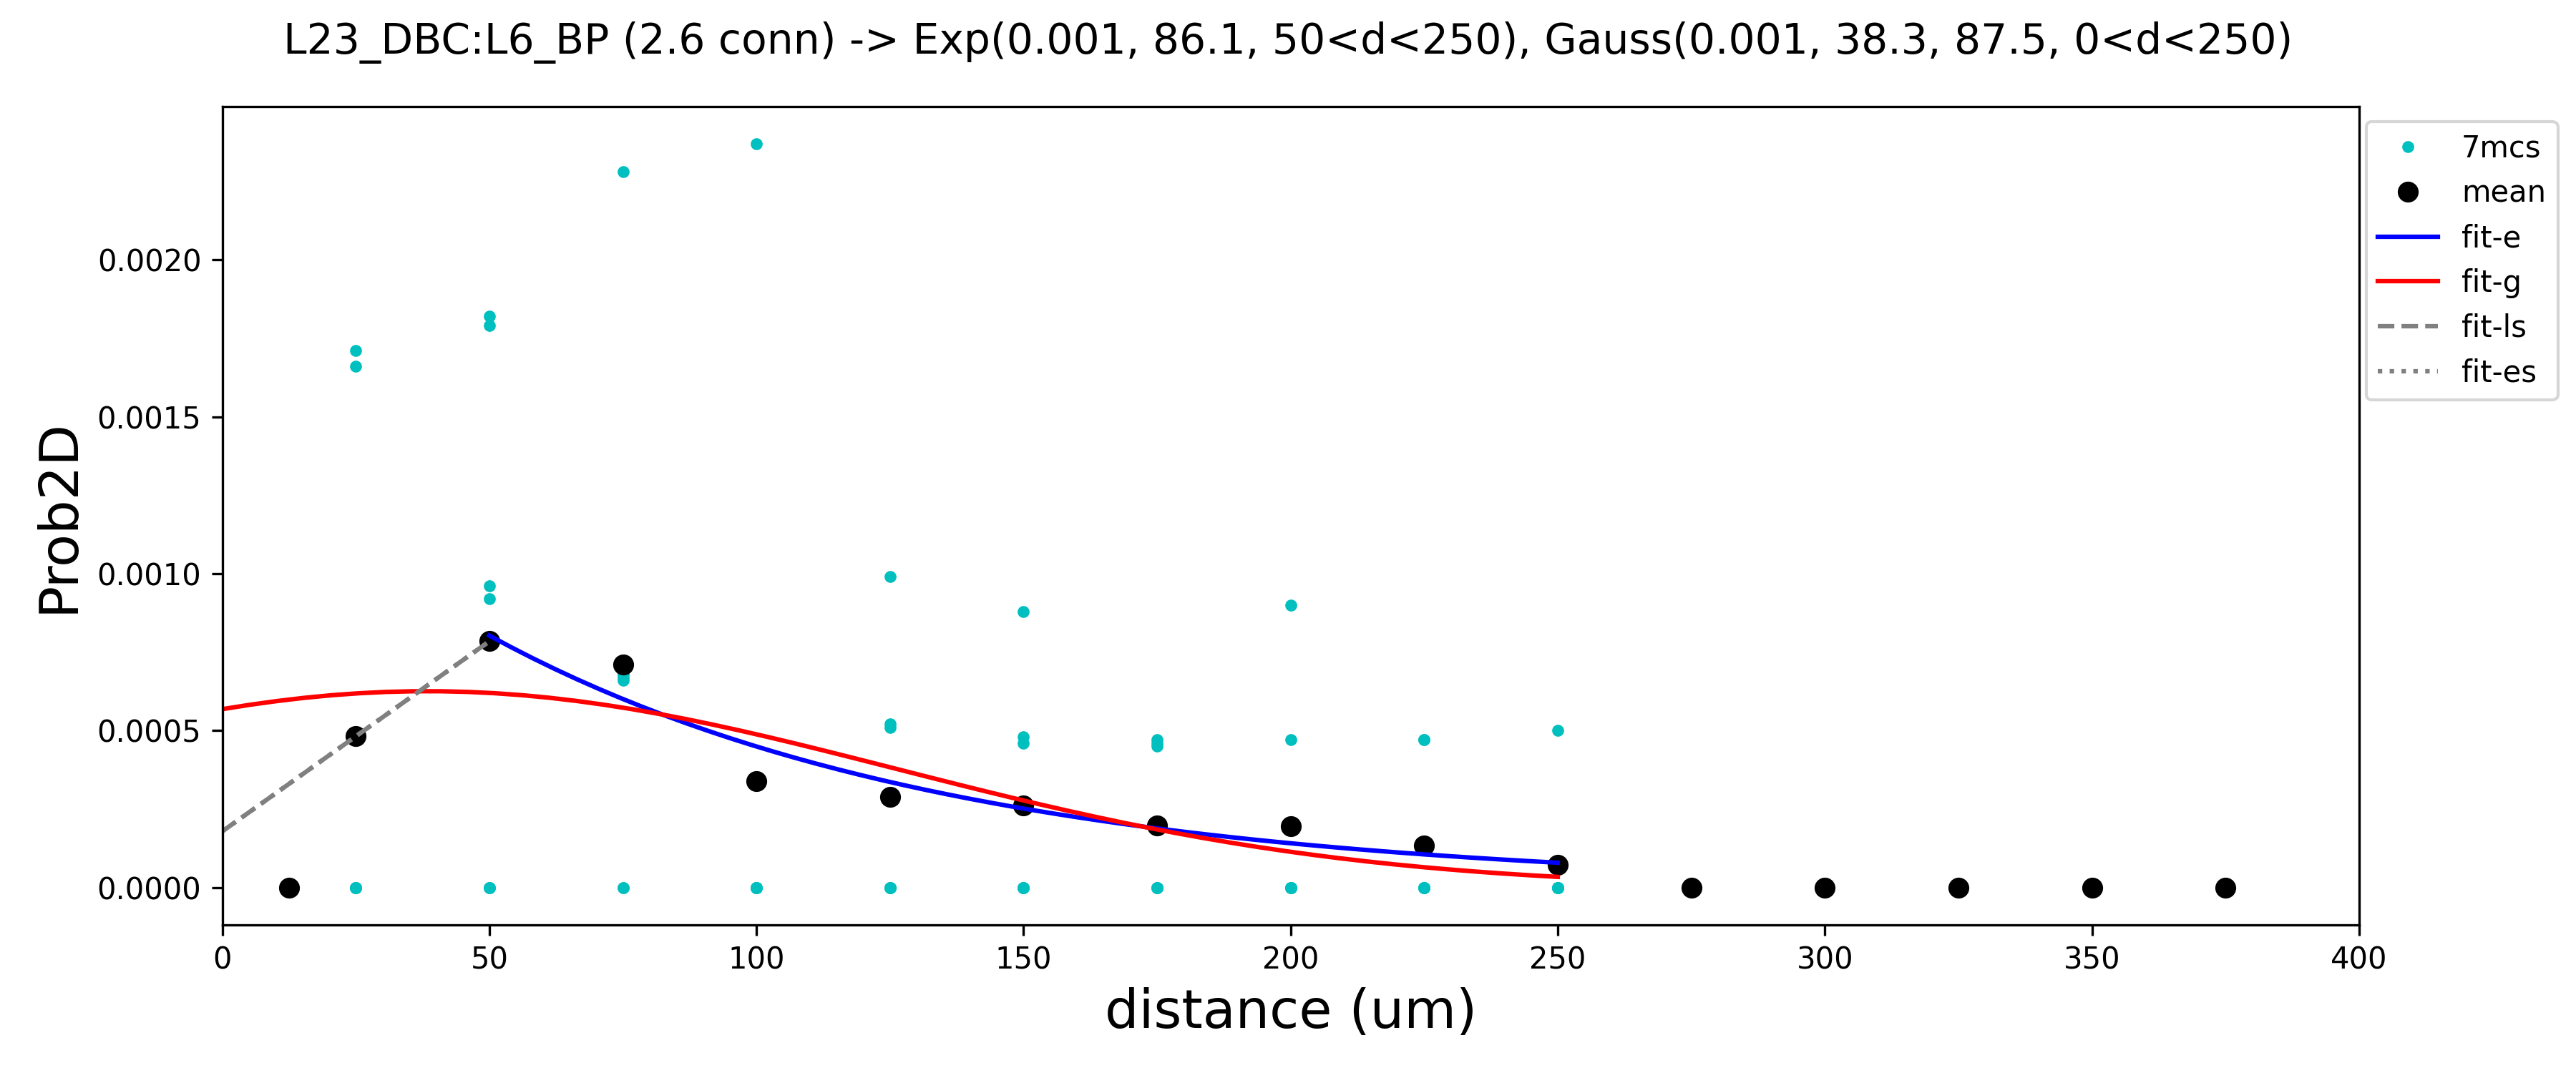 L23_DBC:L6_BP (2.6 conn) -> Exp(0.001, 86.1, 50<d<250), Gauss(0.001, 38.3, 87.5, 0<d<250)
7mcs
mean
fit-e
fit-g
fit-ls
fit-es
Prob2D
0.0020
0.0015
0.0010
0.0005
0.0000
0 50 100 150 200 250 300 350 400
distance (um)